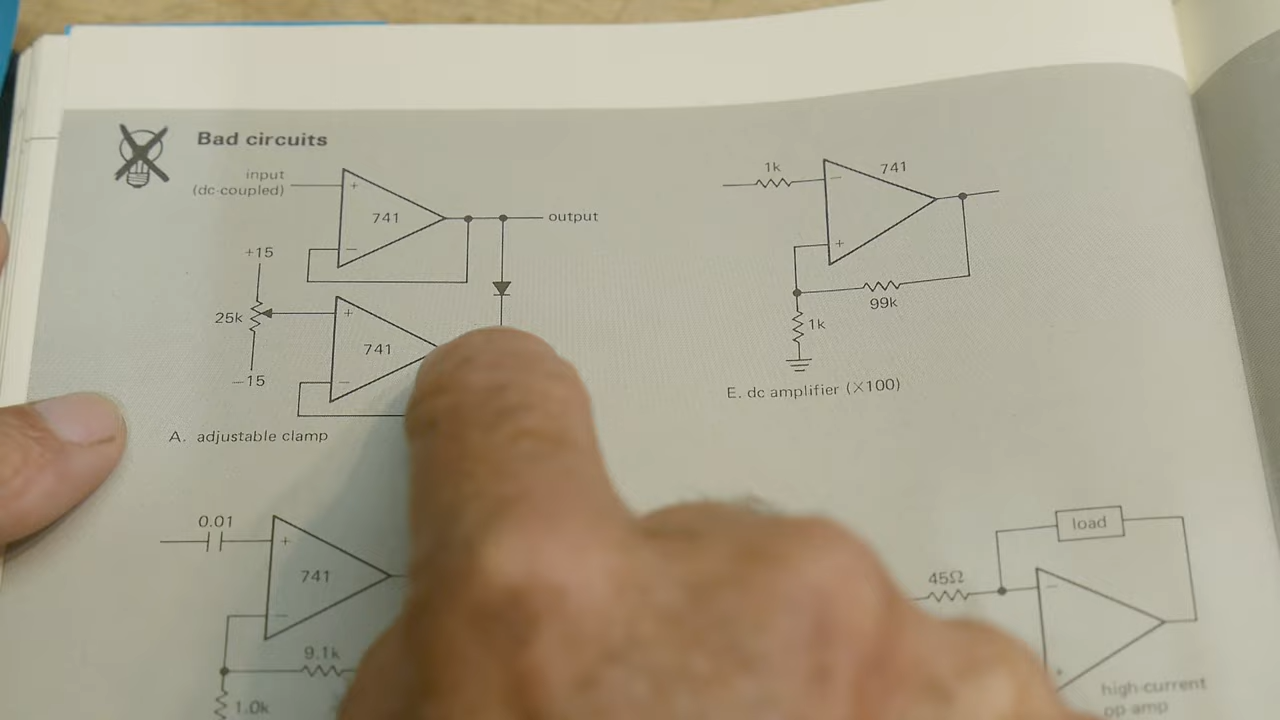 Bad circuits
input
(dc-coupled)
+
741
−
output
+15
25k
+
741
−
−15
A. adjustable clamp
1k
741
−
+
99k
1k
E. dc amplifier (X100)
0.01
+
741
−
9.1k
1.0k
load
45Ω
−
+
high-current
op-amp